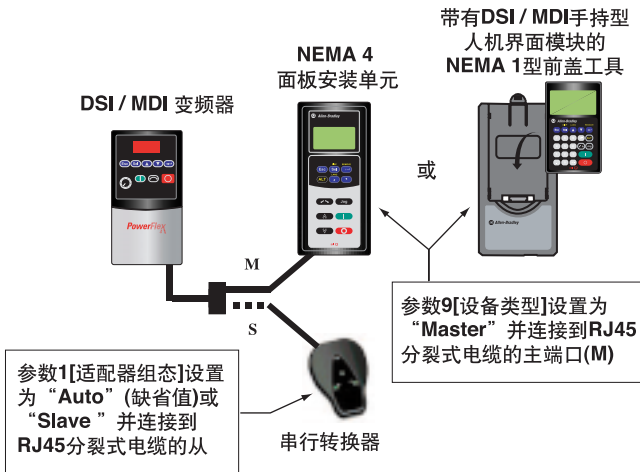 带有DSI / MDI手持型
人机界面模块的
NEMA 1型前盖工具
NEMA 4
面板安装单元
DSI / MDI 变频器
Allen-Bradley
PowerFlex
或
Allen-Bradley
M
S
参数9[设备类型]设置为
“Master”并连接到RJ45
分裂式电缆的主端口(M)
参数1[适配器组态]设置
为“Auto”(缺省值)或
“Slave ”并连接到
RJ45分裂式电缆的从
串行转换器